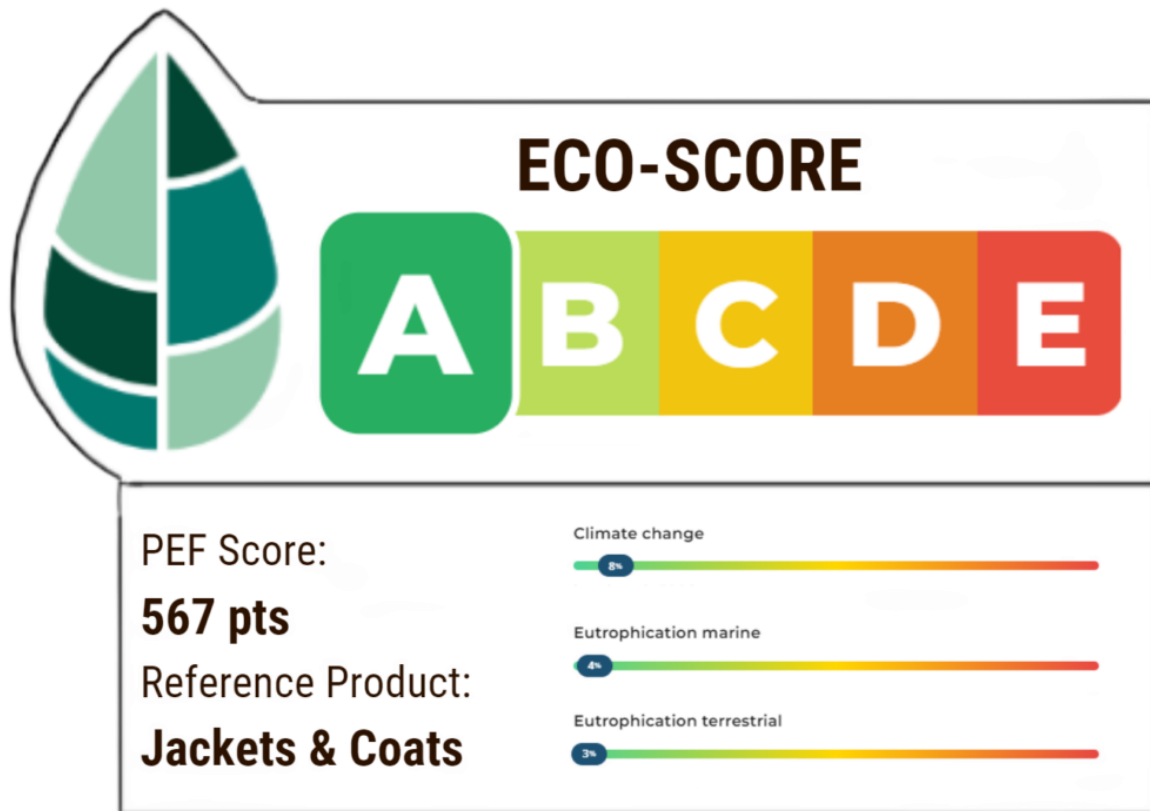 ECO-SCORE
A B C D E
PEF Score:
567 pts
Reference Product:
Jackets & Coats
Climate change
8%
Eutrophication marine
4%
Eutrophication terrestrial
3%